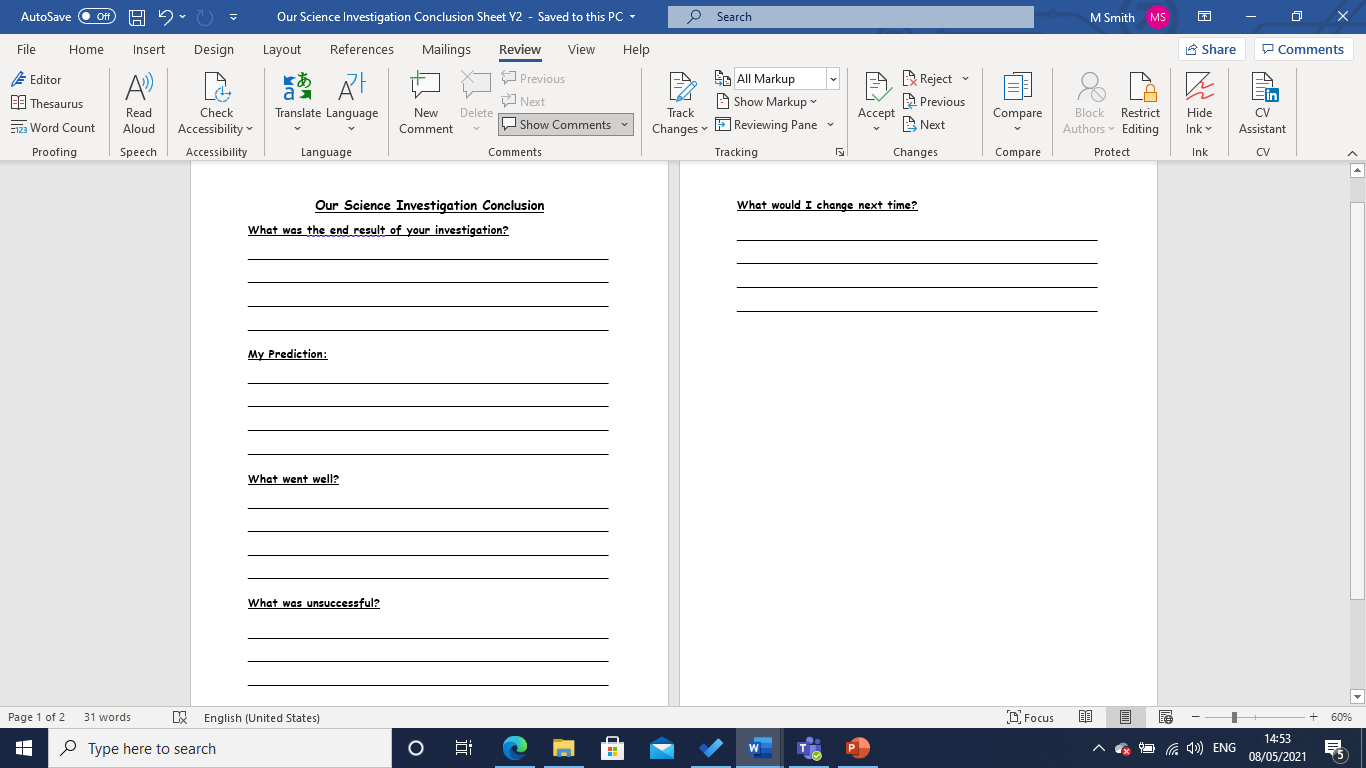 AutoSave Off Our Science Investigation Conclusion Sheet Y2 - Saved to this PC Search M Smith MS
File Home Insert Design Layout References Mailings Review View Help Share Comments
Editor
Thesaurus
123 Word Count
Proofing
Read Aloud
Speech
Check Accessibility
Accessibility
Translate
Language
Language
New Comment
Delete
Previous
Next
Show Comments
Comments
Track Changes
All Markup
Show Markup
Reviewing Pane
Tracking
Accept
Reject
Previous
Next
Changes
Compare
Compare
Block Authors
Restrict Editing
Protect
Hide Ink
Ink
CV Assistant
CV
Our Science Investigation Conclusion
What was the end result of your investigation?
My Prediction:
What went well?
What was unsuccessful?
What would I change next time?
Page 1 of 2 31 words English (United States) Focus 60%
Type here to search ENG 14:53
08/05/2021 5